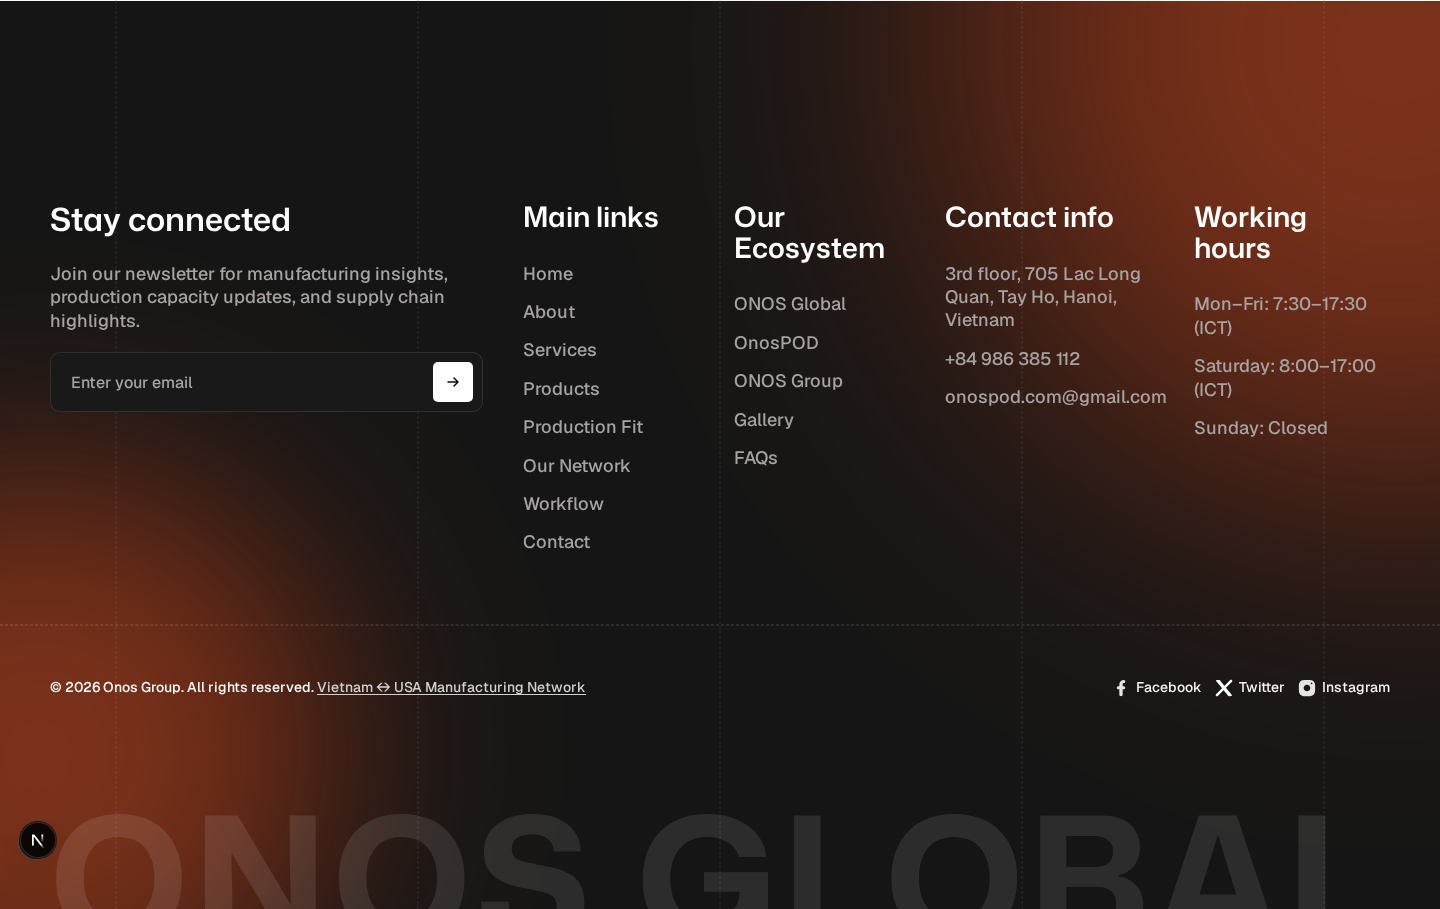 Stay connected
Join our newsletter for manufacturing insights,
production capacity updates, and supply chain
highlights.
Enter your email
Main links
Home
About
Services
Products
Production Fit
Our Network
Workflow
Contact
Our
Ecosystem
ONOS Global
OnosPOD
ONOS Group
Gallery
FAQs
Contact info
3rd floor, 705 Lac Long
Quan, Tay Ho, Hanoi,
Vietnam
+84 986 385 112
onospod.com@gmail.com
Working
hours
Mon–Fri: 7:30–17:30
(ICT)
Saturday: 8:00–17:00
(ICT)
Sunday: Closed
© 2026 Onos Group. All rights reserved. Vietnam ↔ USA Manufacturing Network
Facebook
Twitter
Instagram
N
ONOS GLOBAL